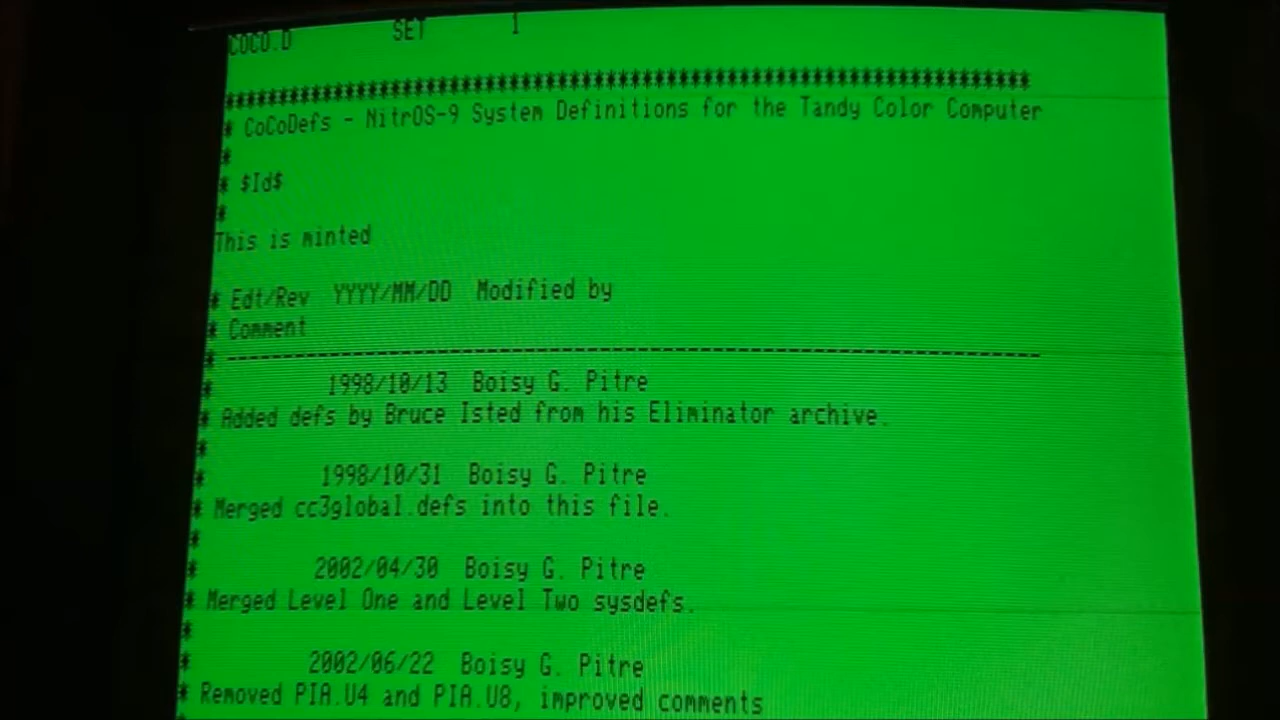 COCO.D SET 1
*********************************************************************
* CoCoDefs - NitrOS-9 System Definitions for the Tandy Color Computer
*
* $Id$
*
This is minted
* Edt/Rev YYYY/MM/DD Modified by
* Comment
* ------------------------------------------------------------------
* 1998/10/13 Boisy G. Pitre
* Added defs by Bruce Isted from his Eliminator archive.
*
* 1998/10/31 Boisy G. Pitre
* Merged cc3global.defs into this file.
*
* 2002/04/30 Boisy G. Pitre
* Merged Level One and Level Two sysdefs.
*
* 2002/06/22 Boisy G. Pitre
* Removed PIA.U4 and PIA.U8, improved comments
*